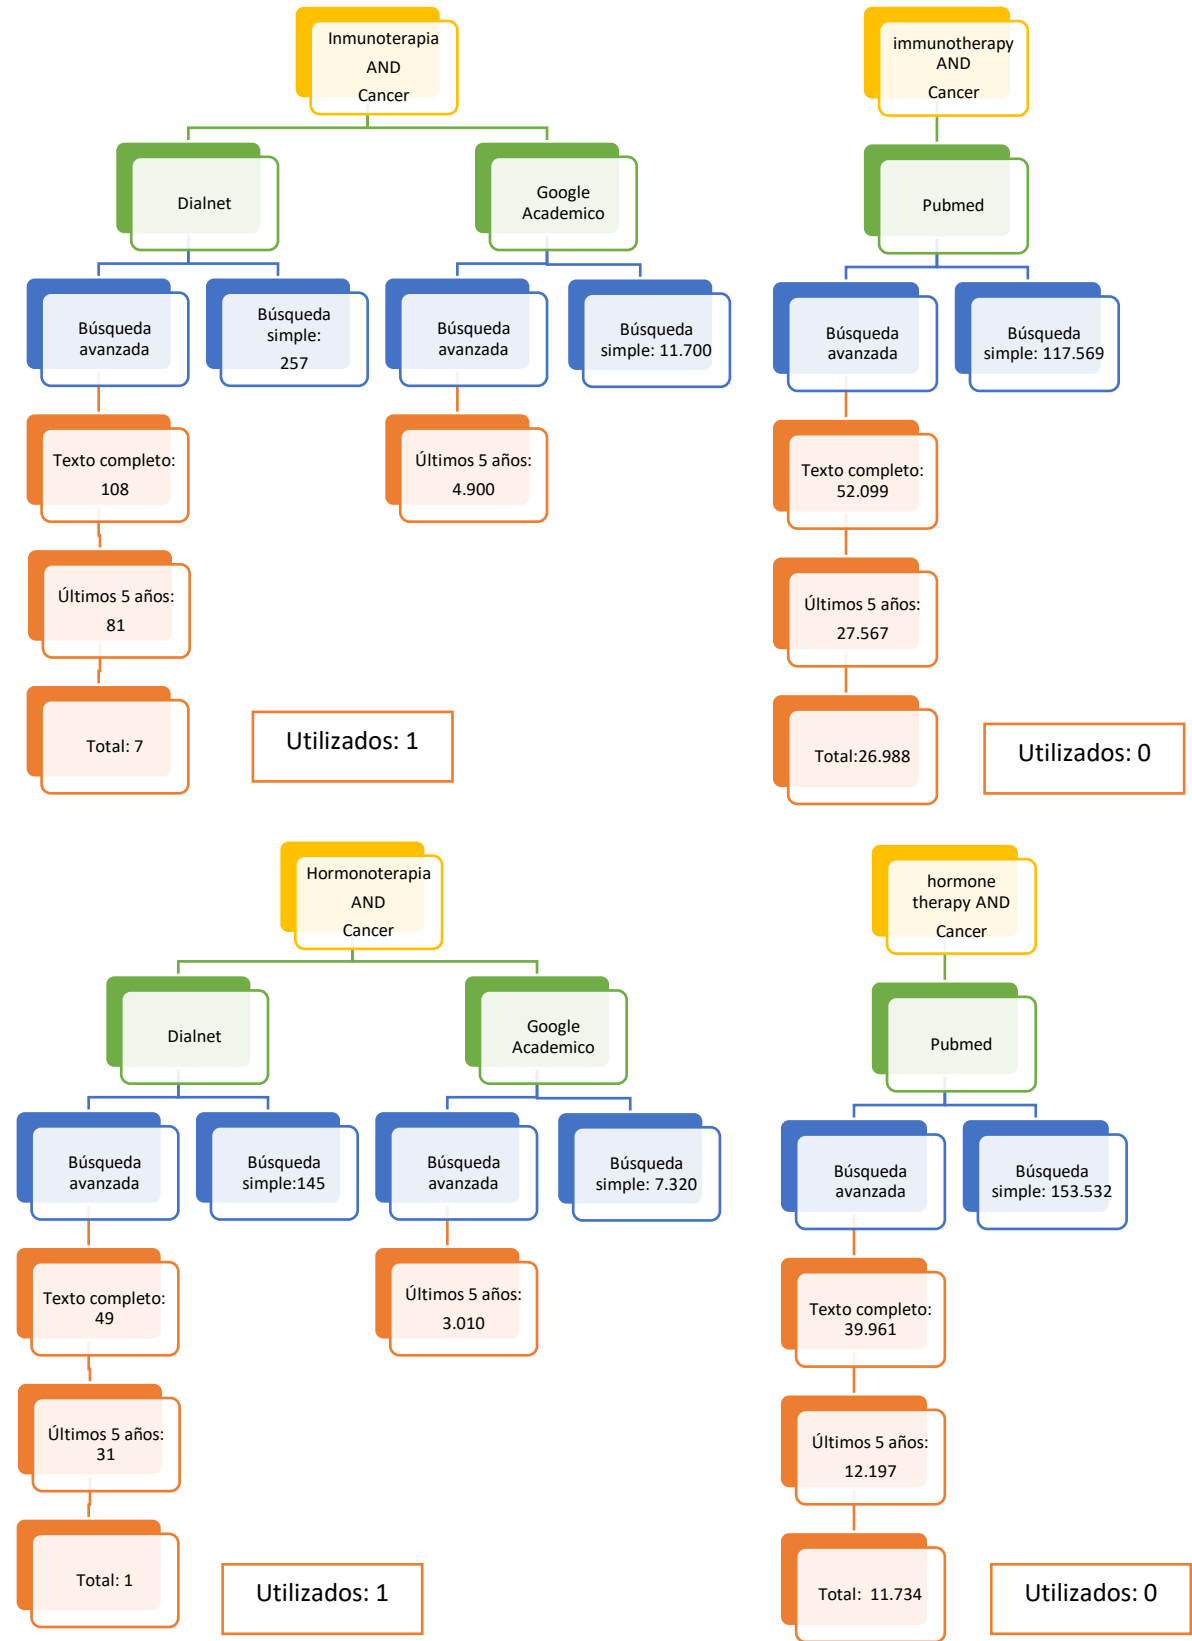 Inmunoterapia
AND
Cancer
Dialnet
Google
Academico
Búsqueda
avanzada
Búsqueda
simple:
257
Búsqueda
avanzada
Búsqueda
simple: 11.700
Texto completo:
108
Últimos 5 años:
4.900
Últimos 5 años:
81
Total: 7
Utilizados: 1
immunotherapy
AND
Cancer
Pubmed
Búsqueda
avanzada
Búsqueda
simple: 117.569
Texto completo:
52.099
Últimos 5 años:
27.567
Total:26.988
Utilizados: 0
Hormonoterapia
AND
Cancer
Dialnet
Google
Academico
Búsqueda
avanzada
Búsqueda
simple:145
Búsqueda
avanzada
Búsqueda
simple: 7.320
Texto completo:
49
Últimos 5 años:
3.010
Últimos 5 años:
31
Total: 1
Utilizados: 1
hormone
therapy AND
Cancer
Pubmed
Búsqueda
avanzada
Búsqueda
simple: 153.532
Texto completo:
39.961
Últimos 5 años:
12.197
Total: 11.734
Utilizados: 0